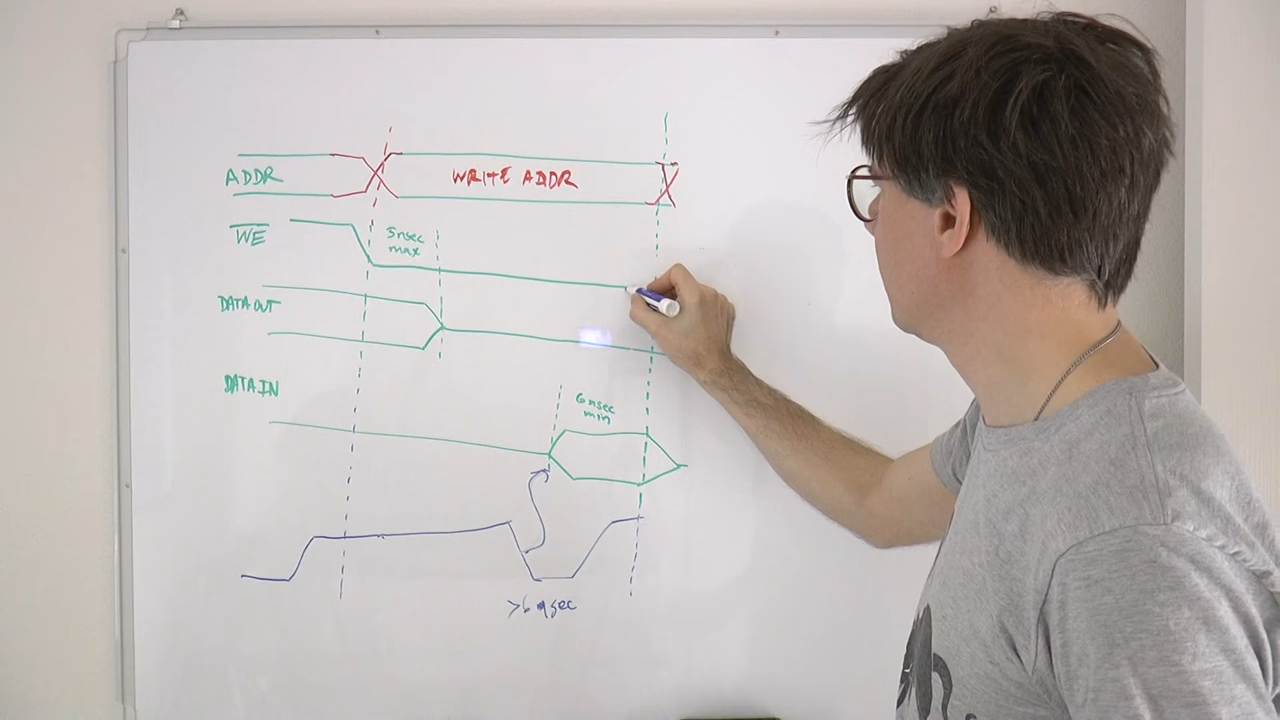 ADDR
WRITE ADDR
WE
5nsec
max
DATA OUT
DATA IN
6nsec
min
>6nsec